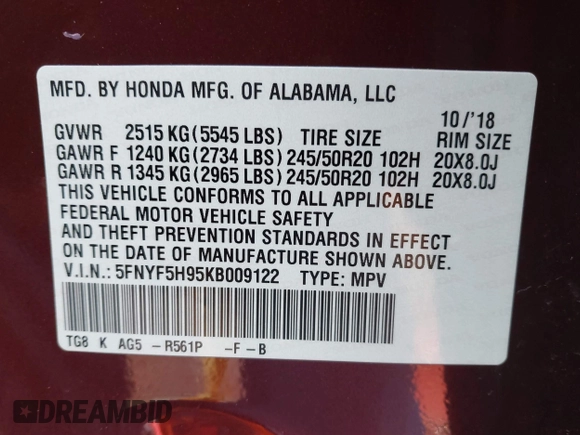 MFD. BY HONDA MFG. OF ALABAMA, LLC
10/'18
GVWR 2515 KG (5545 LBS) TIRE SIZE RIM SIZE
GAWR F 1240 KG (2734 LBS) 245/50R20 102H 20X8.0J
GAWR R 1345 KG (2965 LBS) 245/50R20 102H 20X8.0J
THIS VEHICLE CONFORMS TO ALL APPLICABLE
FEDERAL MOTOR VEHICLE SAFETY
AND THEFT PREVENTION STANDARDS IN EFFECT
ON THE DATE OF MANUFACTURE SHOWN ABOVE.
V.I.N.: 5FNYF5H95KB009122 TYPE: MPV
TG8 K AG5 -R561P -F-B
DREAMBID